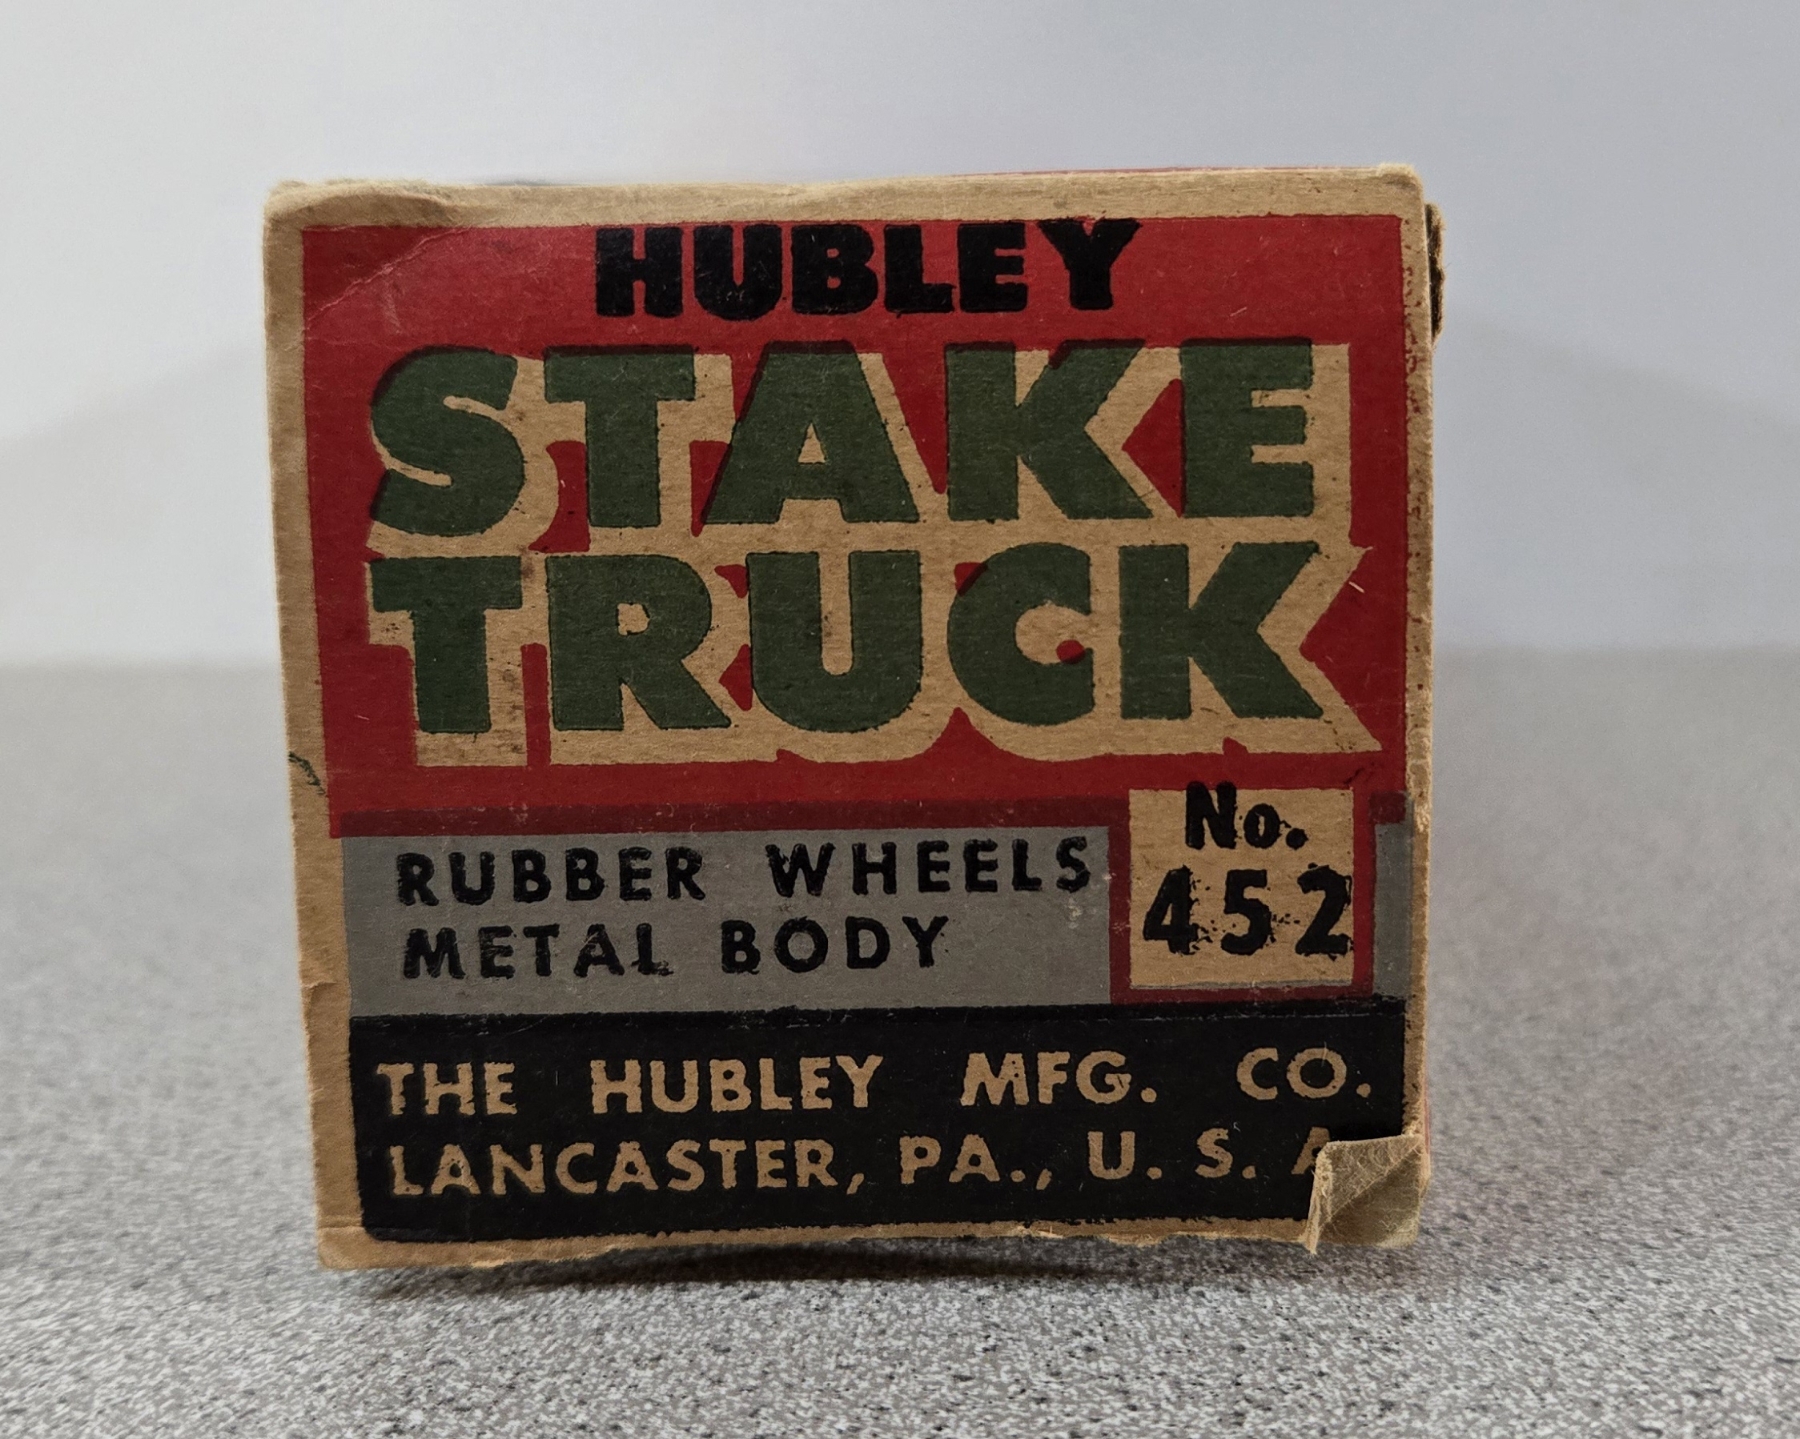 HUBLEY
STAKE
TRUCK
No.
452
RUBBER WHEELS
METAL BODY
THE HUBLEY MFG. CO.
LANCASTER, PA., U. S. A